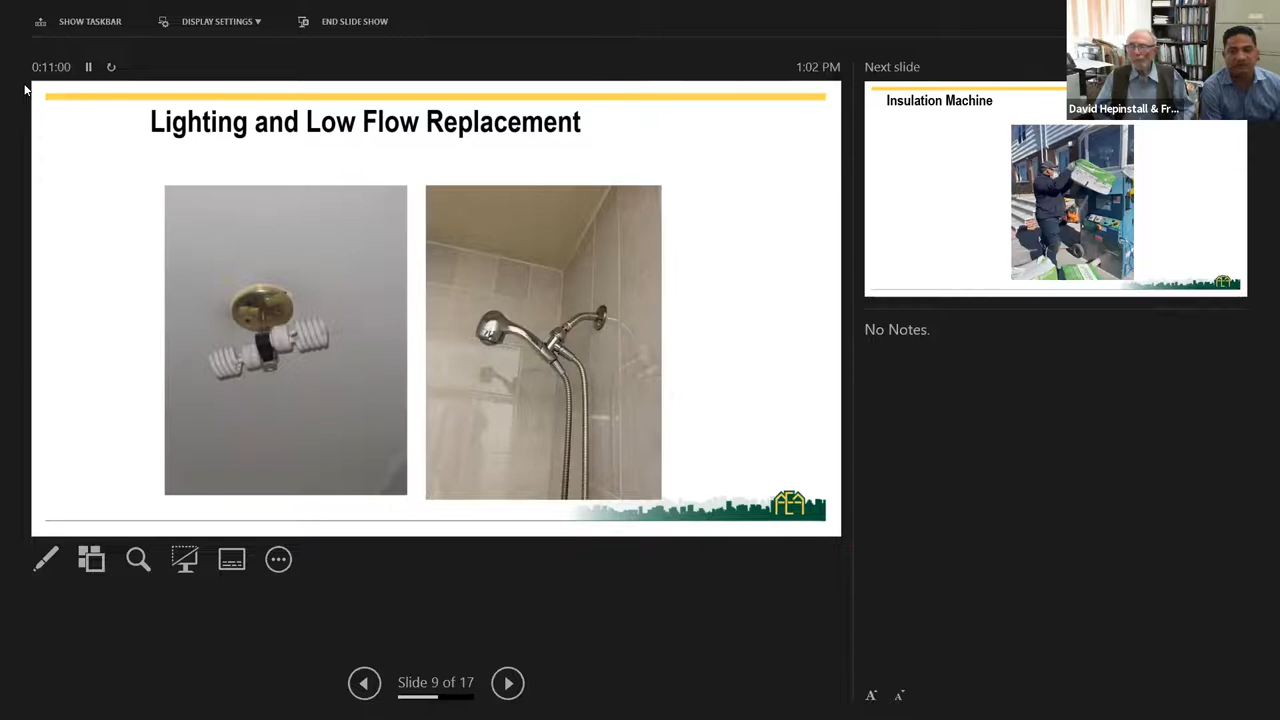 SHOW TASKBAR
DISPLAY SETTINGS ▼
END SLIDE SHOW
0:11:00
1:02 PM
Lighting and Low Flow Replacement
AEA
Next slide
Insulation Machine
David Hepinstall & Fr...
No Notes.
Slide 9 of 17
A
A